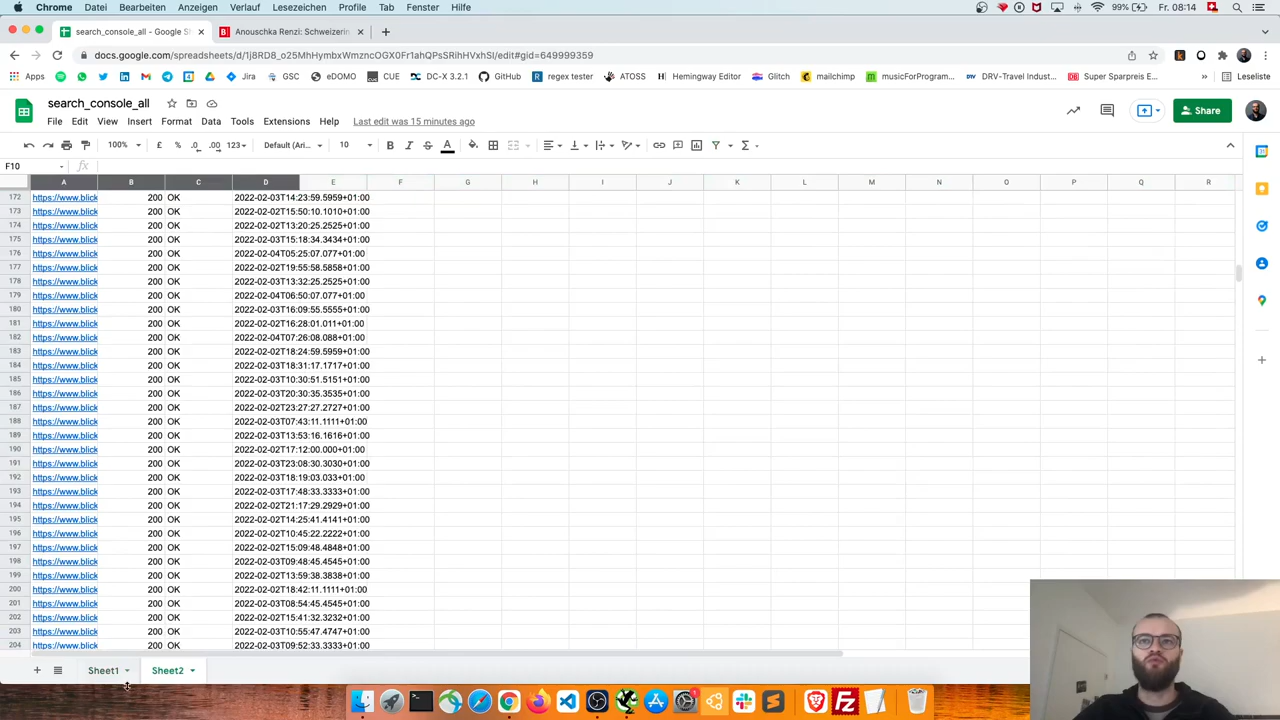 Chrome Datei Bearbeiten Anzeigen Verlauf Lesezeichen Profile Tab Fenster Hilfe 99% Fr. 08:14
search_console_all - Google Sh Anouschka Renzi: Schweizerin
docs.google.com/spreadsheets/d/1j8RD8_o25MhHymbxWmzncOGX0Fr1ahQPsSRihHVxhSI/edit#gid=649999359
Apps Jira GSC eDOMO CUE DC-X 3.2.1 GitHub regex tester ATOSS Hemingway Editor Glitch mailchimp musicForProgram... DRV-Travel Indust... Super Sparpreis Et... » Leseliste
search_console_all
File Edit View Insert Format Data Tools Extensions Help Last edit was 15 minutes ago
Share
100% £ % .0 .00 123 Default (Ari... 10 B I S A
F10 fx
A B C D E F G H I J K L M N O P Q R
172 https://www.blick 200 OK 2022-02-03T14:23:59.5959+01:00
173 https://www.blick 200 OK 2022-02-02T15:50:10.1010+01:00
174 https://www.blick 200 OK 2022-02-02T13:20:25.2525+01:00
175 https://www.blick 200 OK 2022-02-03T15:18:34.3434+01:00
176 https://www.blick 200 OK 2022-02-04T05:25:07.077+01:00
177 https://www.blick 200 OK 2022-02-02T19:55:58.5858+01:00
178 https://www.blick 200 OK 2022-02-03T13:32:25.2525+01:00
179 https://www.blick 200 OK 2022-02-04T06:50:07.077+01:00
180 https://www.blick 200 OK 2022-02-03T16:09:55.5555+01:00
181 https://www.blick 200 OK 2022-02-02T16:28:01.011+01:00
182 https://www.blick 200 OK 2022-02-04T07:26:08.088+01:00
183 https://www.blick 200 OK 2022-02-02T18:24:59.5959+01:00
184 https://www.blick 200 OK 2022-02-03T18:31:17.1717+01:00
185 https://www.blick 200 OK 2022-02-03T10:30:51.5151+01:00
186 https://www.blick 200 OK 2022-02-03T20:30:35.3535+01:00
187 https://www.blick 200 OK 2022-02-02T23:27:27.2727+01:00
188 https://www.blick 200 OK 2022-02-03T07:43:11.1111+01:00
189 https://www.blick 200 OK 2022-02-03T13:53:16.1616+01:00
190 https://www.blick 200 OK 2022-02-02T17:12:00.000+01:00
191 https://www.blick 200 OK 2022-02-03T23:08:30.3030+01:00
192 https://www.blick 200 OK 2022-02-03T18:19:03.033+01:00
193 https://www.blick 200 OK 2022-02-03T17:48:33.3333+01:00
194 https://www.blick 200 OK 2022-02-02T21:17:29.2929+01:00
195 https://www.blick 200 OK 2022-02-02T14:25:41.4141+01:00
196 https://www.blick 200 OK 2022-02-02T10:45:22.2222+01:00
197 https://www.blick 200 OK 2022-02-02T15:09:48.4848+01:00
198 https://www.blick 200 OK 2022-02-03T09:48:45.4545+01:00
199 https://www.blick 200 OK 2022-02-02T13:59:38.3838+01:00
200 https://www.blick 200 OK 2022-02-02T18:42:11.1111+01:00
201 https://www.blick 200 OK 2022-02-03T08:54:45.4545+01:00
202 https://www.blick 200 OK 2022-02-02T15:41:32.3232+01:00
203 https://www.blick 200 OK 2022-02-03T10:55:47.4747+01:00
204 https://www.blick 200 OK 2022-02-03T09:52:33.3333+01:00
Sheet1 Sheet2